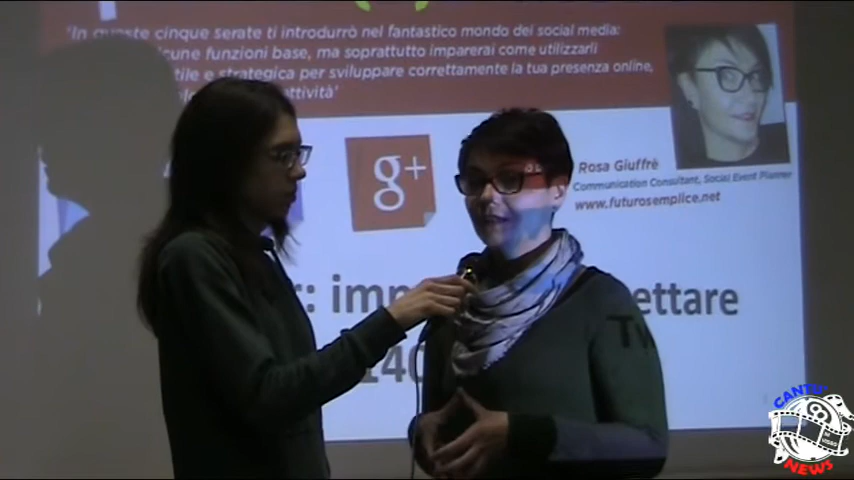 'In queste cinque serate ti introdurrò nel fantastico mondo dei social media:
alcune funzioni base, ma soprattutto imparerai come utilizzarli
tile e strategica per sviluppare correttamente la tua presenza online,
attività'
g+
Rosa Giuffrè
Communication Consultant, Social Event Planner
www.futurosemplice.net
r: imp ettare
140
Tw
CANTU'
NEWS